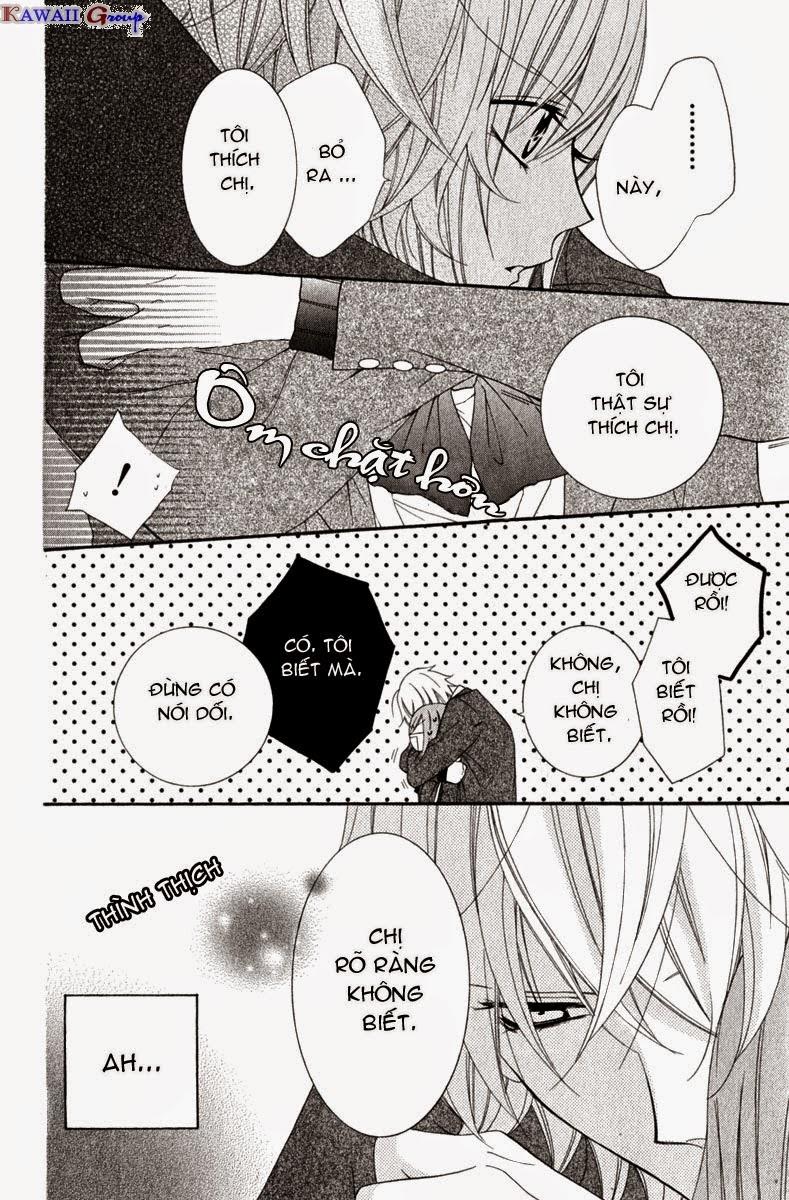 KAWAII Group
.........
NÀY,
BỎ
RA ...
TÔI
THÍCH
CHỊ.
TÔI
THẬT SỰ
THÍCH CHỊ.
Ôm chặt hơn
!
ĐƯỢC
RỒI!
TÔI
BIẾT
RỒI!
KHÔNG,
CHỊ
KHÔNG
BIẾT.
CÓ. TÔI
BIẾT MÀ.
ĐỪNG CÓ
NÓI DỐI.
THÌNH THỊCH
CHỊ
RÕ RÀNG
KHÔNG
BIẾT.
AH...